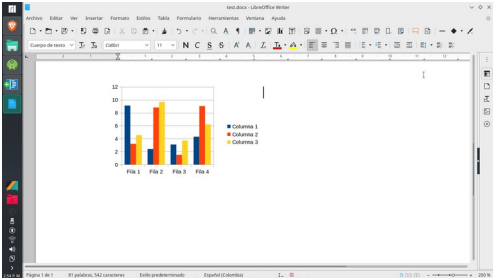 test.docx - LibreOffice Writer
Archivo Editar Ver Insertar Formato Estilos Tabla Formulario Herramientas Ventana Ayuda
Cuerpo de texto Calibri 11 N C S
12
10
8
6
4
2
0
Fila 1 Fila 2 Fila 3 Fila 4
Columna 1
Columna 2
Columna 3
Página 1 de 1 81 palabras, 542 caracteres Estilo predeterminado Español (Colombia) 200 %